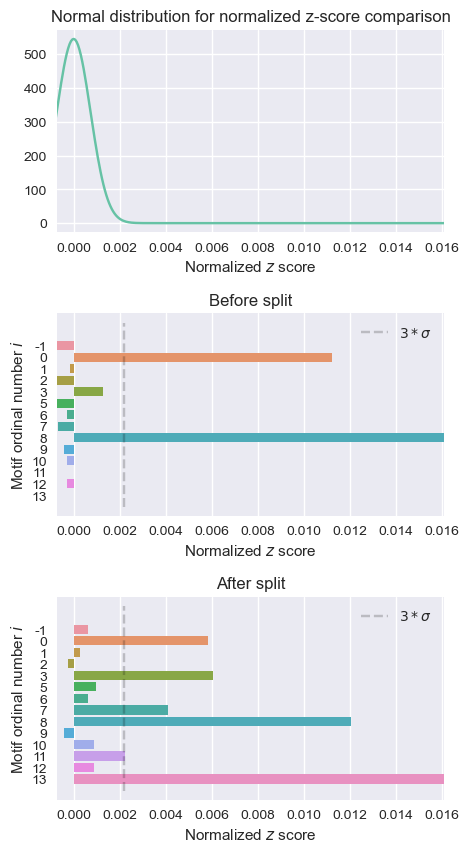 Normal distribution for normalized z-score comparison
500
400
300
200
100
0
0.000 0.002 0.004 0.006 0.008 0.010 0.012 0.014 0.016
Normalized z score
Before split
3 * σ
Motif ordinal number i
-1
0
1
2
3
5
6
7
8
9
10
11
12
13
0.000 0.002 0.004 0.006 0.008 0.010 0.012 0.014 0.016
Normalized z score
After split
3 * σ
Motif ordinal number i
-1
0
1
2
3
5
6
7
8
9
10
11
12
13
0.000 0.002 0.004 0.006 0.008 0.010 0.012 0.014 0.016
Normalized z score